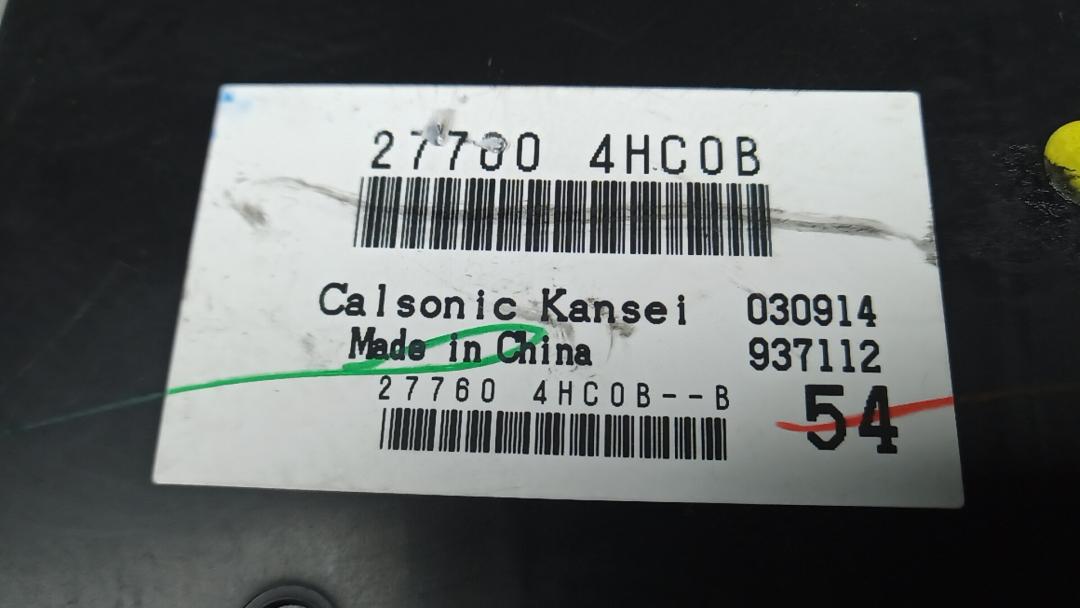 27760 4HC0B
Calsonic Kansei 030914
Made in China 937112
27760 4HC0B--B
54